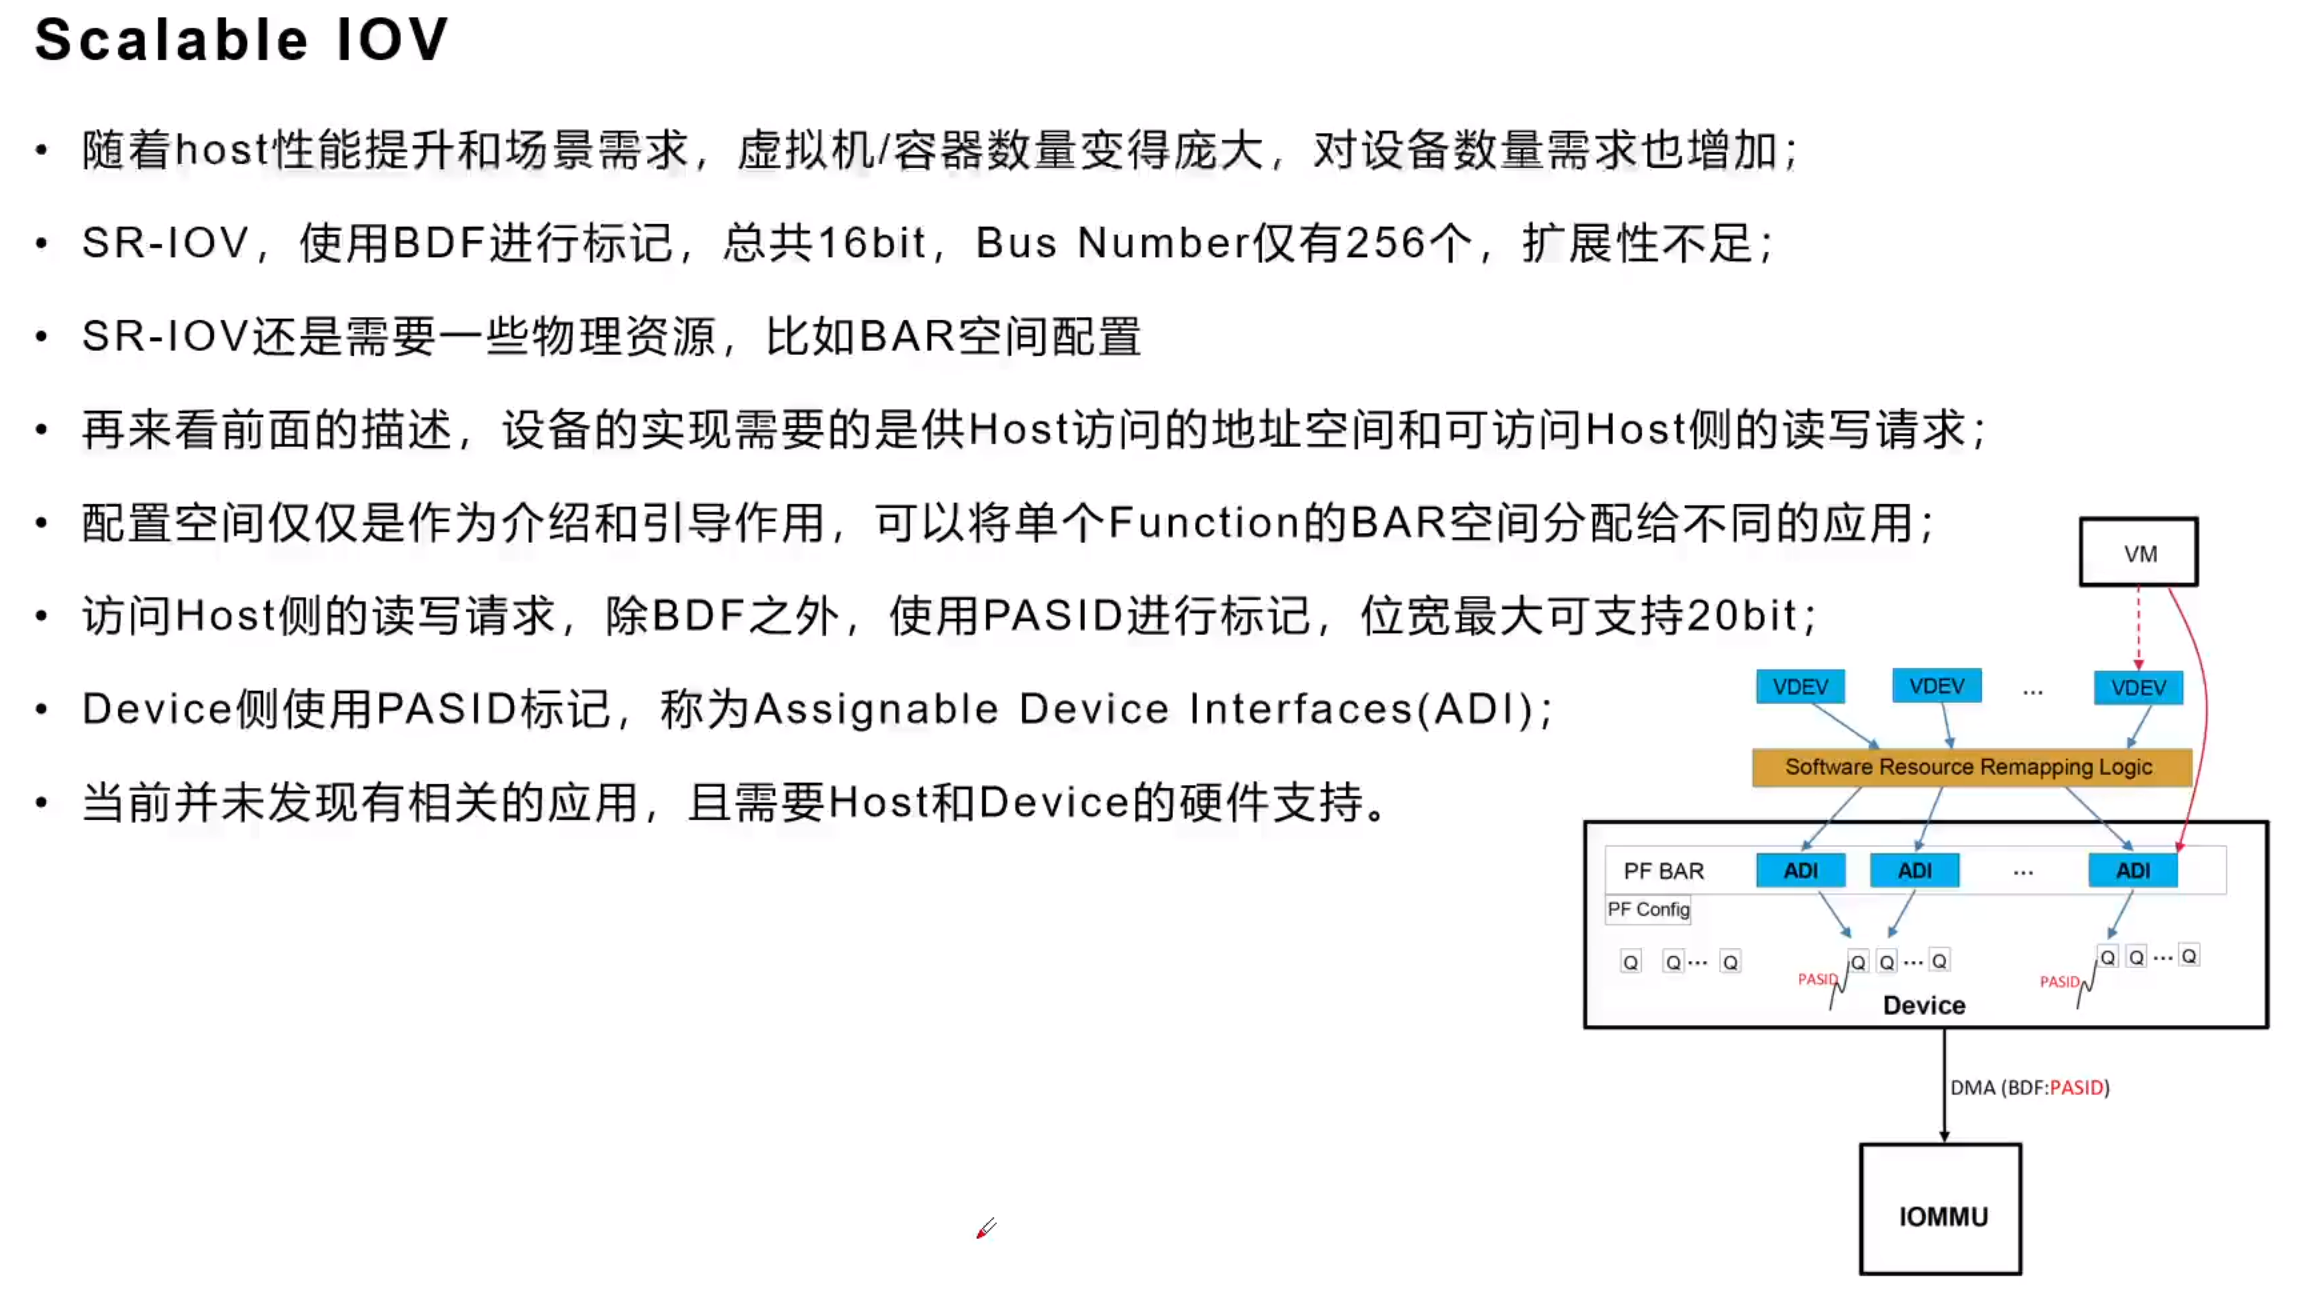 Scalable IOV
• 随着host性能提升和场景需求，虚拟机/容器数量变得庞大，对设备数量需求也增加；
• SR-IOV，使用BDF进行标记，总共16bit，Bus Number仅有256个，扩展性不足；
• SR-IOV还是需要一些物理资源，比如BAR空间配置
• 再来看前面的描述，设备的实现需要的是供Host访问的地址空间和可访问Host侧的读写请求；
• 配置空间仅仅是作为介绍和引导作用，可以将单个Function的BAR空间分配给不同的应用；
• 访问Host侧的读写请求，除BDF之外，使用PASID进行标记，位宽最大可支持20bit；
• Device侧使用PASID标记，称为Assignable Device Interfaces(ADI)；
• 当前并未发现有相关的应用，且需要Host和Device的硬件支持。
VM
VDEV VDEV ... VDEV
Software Resource Remapping Logic
PF BAR ADI ADI ... ADI
PF Config
Q Q... Q Q Q...Q Q Q...Q
PASID PASID
Device
DMA (BDF:PASID)
IOMMU